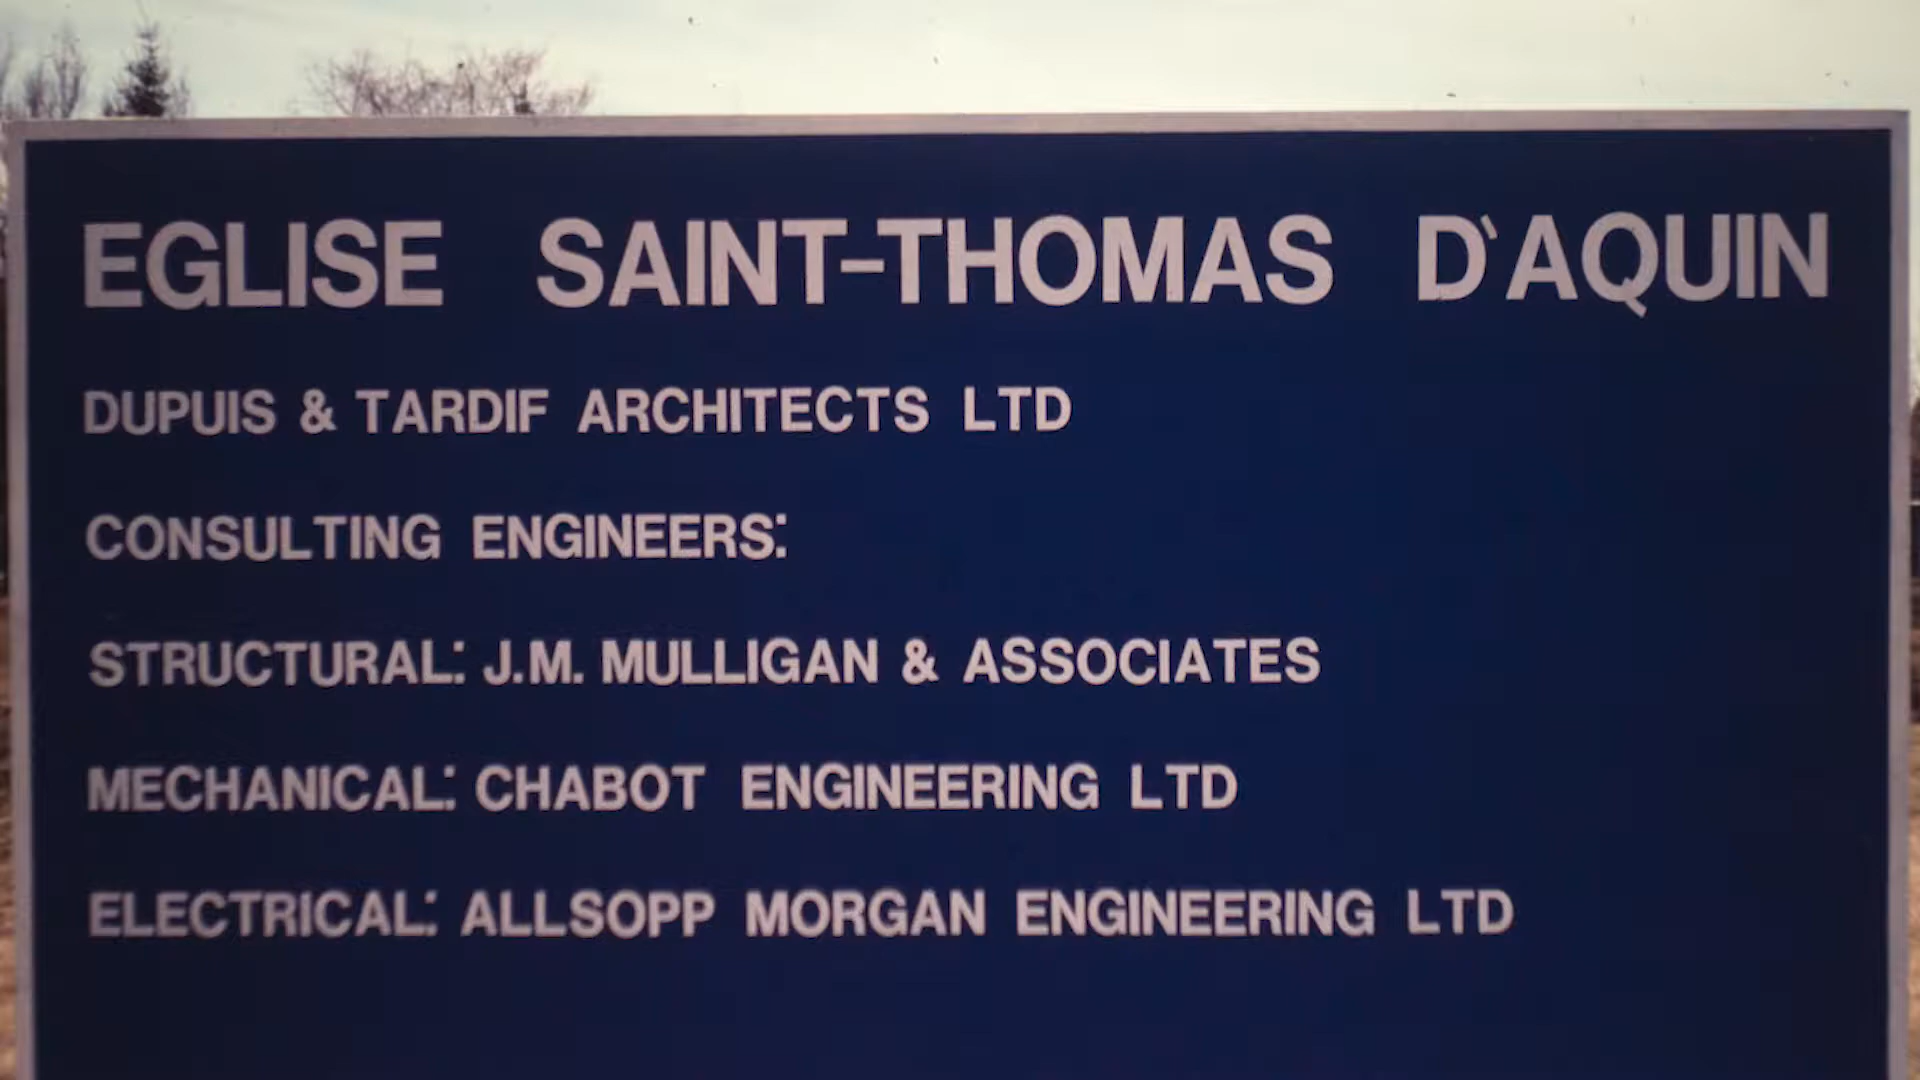 EGLISE SAINT-THOMAS D'AQUIN
DUPUIS & TARDIF ARCHITECTS LTD
CONSULTING ENGINEERS:
STRUCTURAL: J.M. MULLIGAN & ASSOCIATES
MECHANICAL: CHABOT ENGINEERING LTD
ELECTRICAL: ALLSOPP MORGAN ENGINEERING LTD